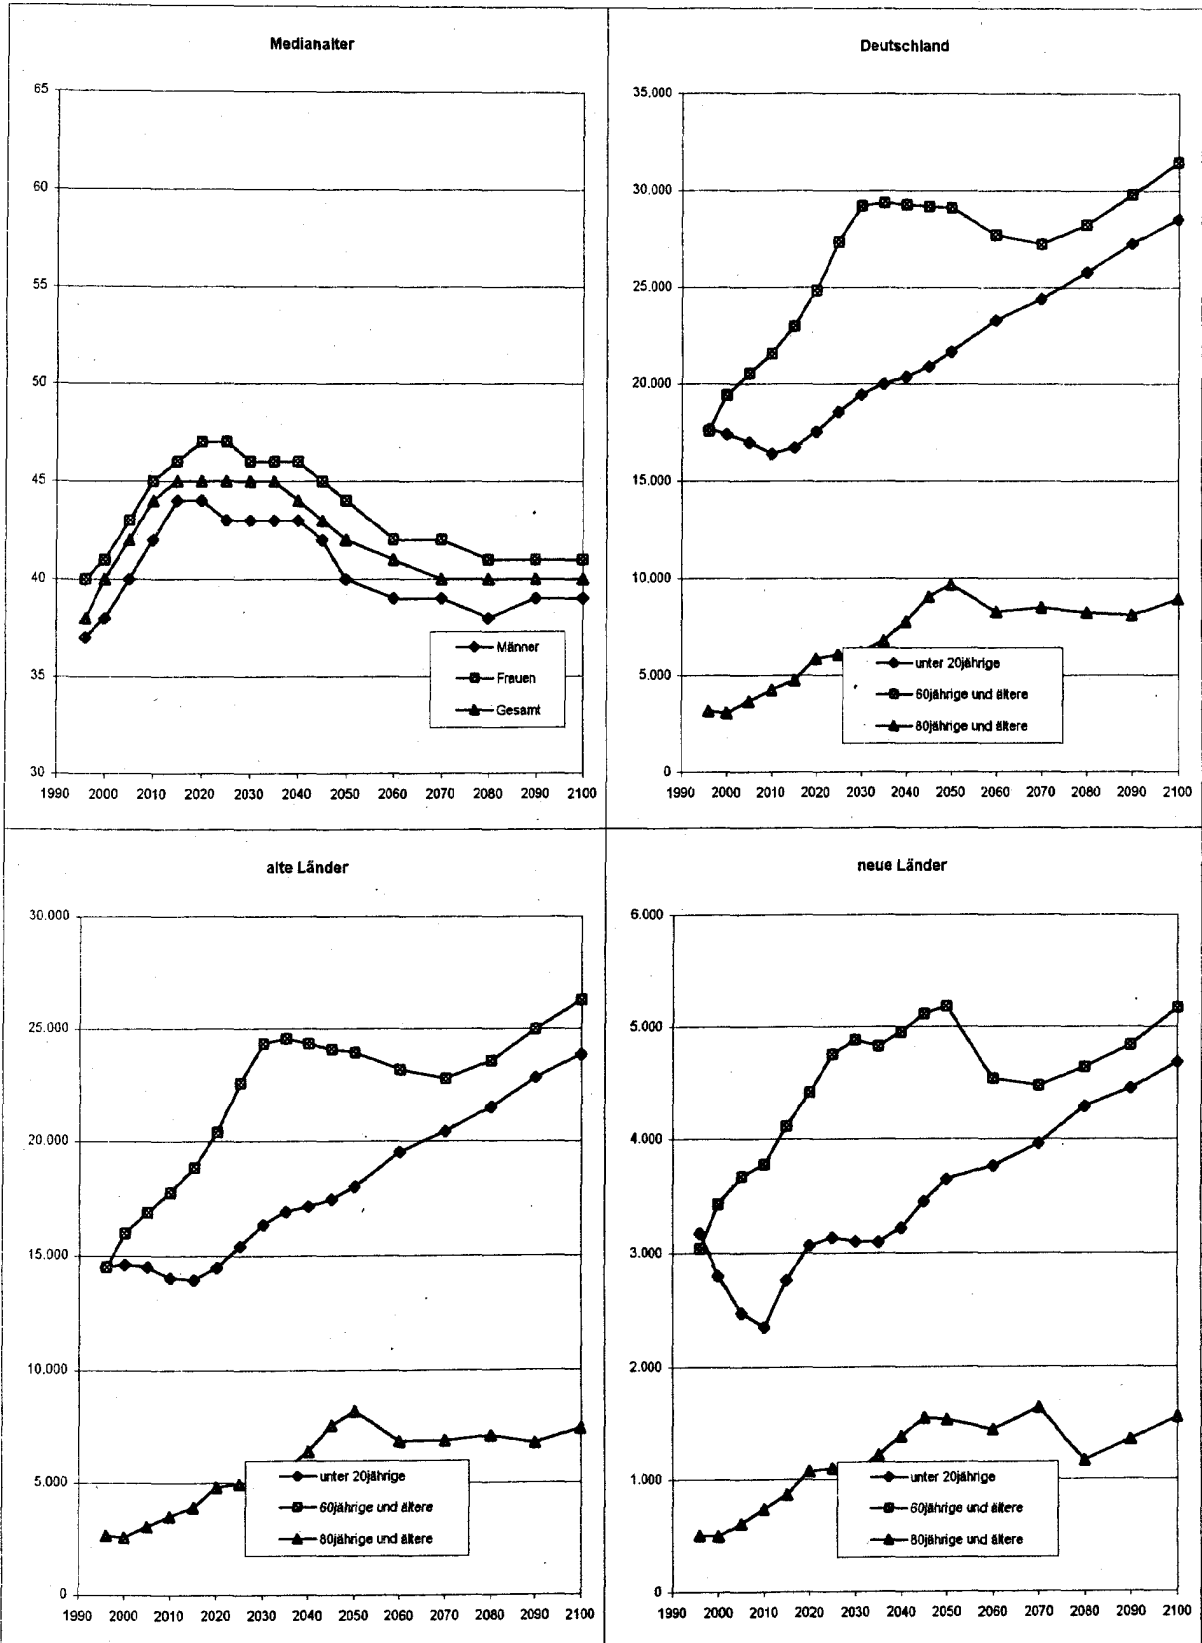 Medianalter
65
60
55
50
45
40
35
30
1990 2000 2010 2020 2030 2040 2050 2060 2070 2080 2090 2100
Männer
Frauen
Gesamt
Deutschland
35.000
30.000
25.000
20.000
15.000
10.000
5.000
0
1990 2000 2010 2020 2030 2040 2050 2060 2070 2080 2090 2100
unter 20jährige
60jährige und ältere
80jährige und ältere
alte Länder
30.000
25.000
20.000
15.000
10.000
5.000
0
1990 2000 2010 2020 2030 2040 2050 2060 2070 2080 2090 2100
unter 20jährige
60jährige und ältere
80jährige und ältere
neue Länder
6.000
5.000
4.000
3.000
2.000
1.000
0
1990 2000 2010 2020 2030 2040 2050 2060 2070 2080 2090 2100
unter 20jährige
60jährige und ältere
80jährige und ältere